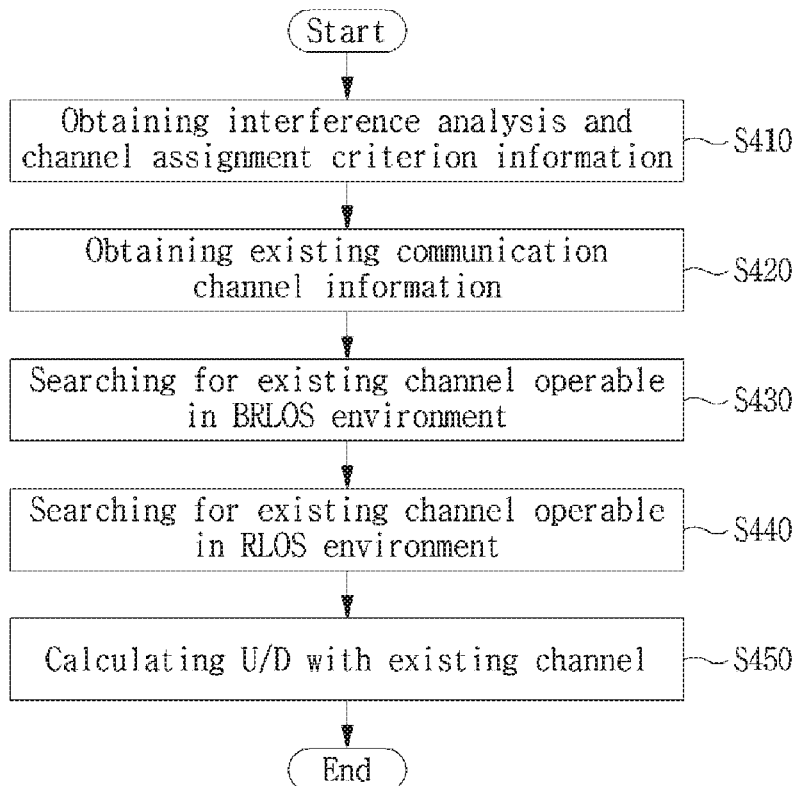 Start
Obtaining interference analysis and
channel assignment criterion information
S410
Obtaining existing communication
channel information
S420
Searching for existing channel operable
in BRLOS environment
S430
Searching for existing channel operable
in RLOS environment
S440
Calculating U/D with existing channel
S450
End